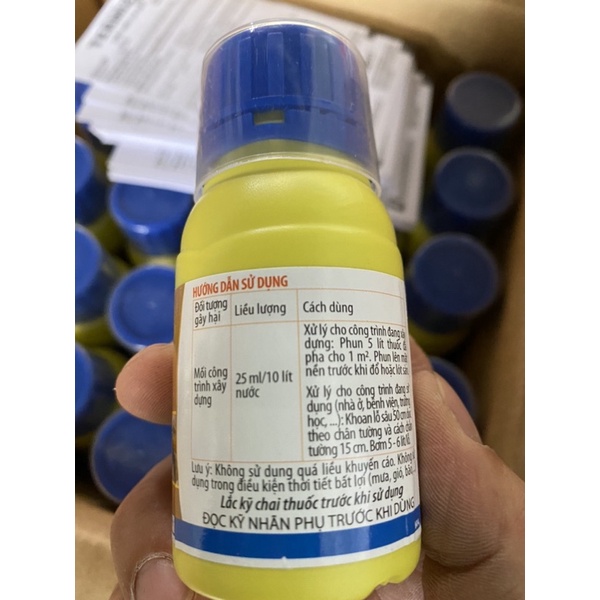 HƯỚNG DẪN SỬ DỤNG
Đối tượng gây hại
Liều lượng
Cách dùng
Mối công trình xây dựng
25 ml/10 lít nước
Xử lý cho công trình đang xây
dựng: Phun 5 lít thuốc đã
pha cho 1 m². Phun lên mặt
nền trước khi đổ hoặc lót sàn.
Xử lý cho công trình đang sử
dụng (nhà ở, bệnh viện, trường
học, ...): Khoan lỗ sâu 50 cm dọc
theo chân tường và cách chân
tường 15 cm. Bơm 5 - 6 lít
Lưu ý: Không sử dụng quá liều khuyến cáo. Không sử
dụng trong điều kiện thời tiết bất lợi (mưa, gió, bão,
Lắc kỹ chai thuốc trước khi sử dụng
ĐỌC KỸ NHÃN PHỤ TRƯỚC KHI DÙNG